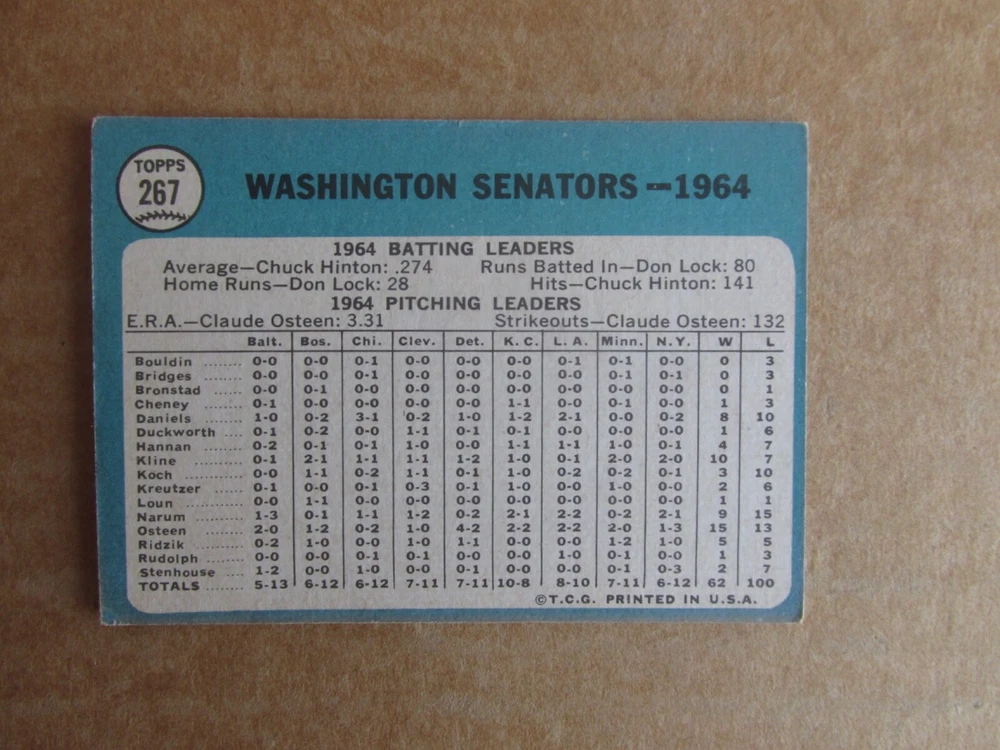 TOPPS
267
WASHINGTON SENATORS—1964
1964 BATTING LEADERS
Average—Chuck Hinton: .274 Runs Batted In—Don Lock: 80
Home Runs—Don Lock: 28 Hits—Chuck Hinton: 141
1964 PITCHING LEADERS
E.R.A.—Claude Osteen: 3.31 Strikeouts—Claude Osteen: 132
Balt. Bos. Chi. Clev. Det. K. C. L. A. Minn. N. Y. W L
Bouldin ........ 0-0 0-0 0-1 0-0 0-0 0-0 0-1 0-1 0-0 0 3
Bridges ........ 0-0 0-0 0-1 0-0 0-0 0-0 0-0 0-1 0-1 0 3
Bronstad ...... 0-0 0-1 0-0 0-0 0-0 0-0 0-0 0-0 0-0 0 1
Cheney ........ 0-1 0-0 0-0 0-0 0-0 1-1 0-0 0-1 0-0 1 3
Daniels ........ 1-0 0-2 3-1 0-2 1-0 1-2 2-1 0-0 0-2 8 10
Duckworth .... 0-1 0-2 0-0 1-1 0-1 0-1 0-0 0-0 0-1 1 6
Hannan ........ 0-2 0-1 0-1 1-0 0-0 1-1 1-1 1-0 0-1 4 7
Kline .......... 0-1 2-1 1-1 1-1 1-2 1-0 0-1 2-0 2-0 10 7
Koch .......... 0-0 1-1 0-2 1-1 0-1 1-0 0-2 0-2 0-1 3 10
Kreutzer ...... 0-1 0-0 0-1 0-3 0-0 1-0 0-0 1-0 0-1 2 6
Loun .......... 0-0 1-1 0-0 0-0 0-0 0-0 0-0 0-0 0-0 1 1
Narum .......... 1-3 0-1 1-1 1-2 0-2 2-1 2-2 0-2 2-1 9 15
Osteen ........ 2-0 1-2 0-2 1-0 4-2 2-2 2-2 2-0 1-3 15 13
Ridzik ........ 0-2 1-0 0-0 1-0 1-1 0-0 0-0 1-2 1-0 5 5
Rudolph ...... 0-0 0-0 0-1 0-1 0-0 0-0 1-0 0-1 0-0 1 3
Stenhouse .... 1-2 0-0 1-0 0-0 0-1 0-0 0-0 0-1 0-3 2 7
TOTALS ........ 5-13 6-12 6-12 7-11 7-11 10-8 8-10 7-11 6-12 62 100
©T.C.G. PRINTED IN U.S.A.